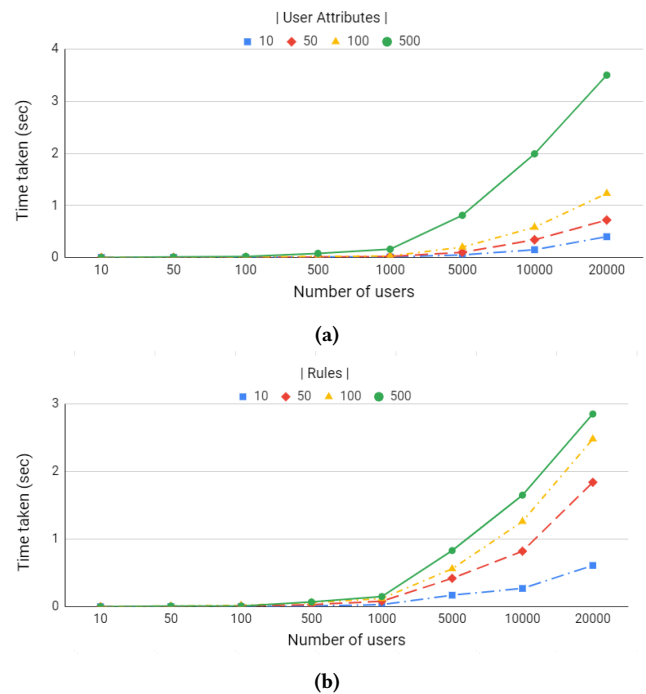 | User Attributes |
10 50 100 500
4
3
2
1
0
Time taken (sec)
10 50 100 500 1000 5000 10000 20000
Number of users
(a)
| Rules |
10 50 100 500
3
2
1
0
Time taken (sec)
10 50 100 500 1000 5000 10000 20000
Number of users
(b)